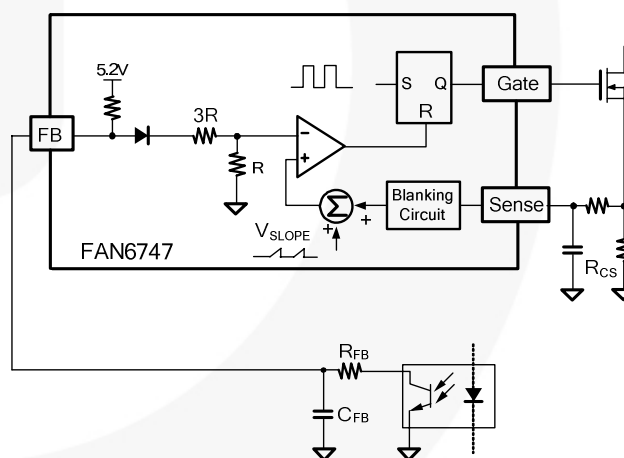 5.2V
3R
S
Q
R
Gate
FB
R
+
Σ
+
+
Blanking
Circuit
Sense
V_SLOPE
FAN6747
R_CS
R_FB
C_FB